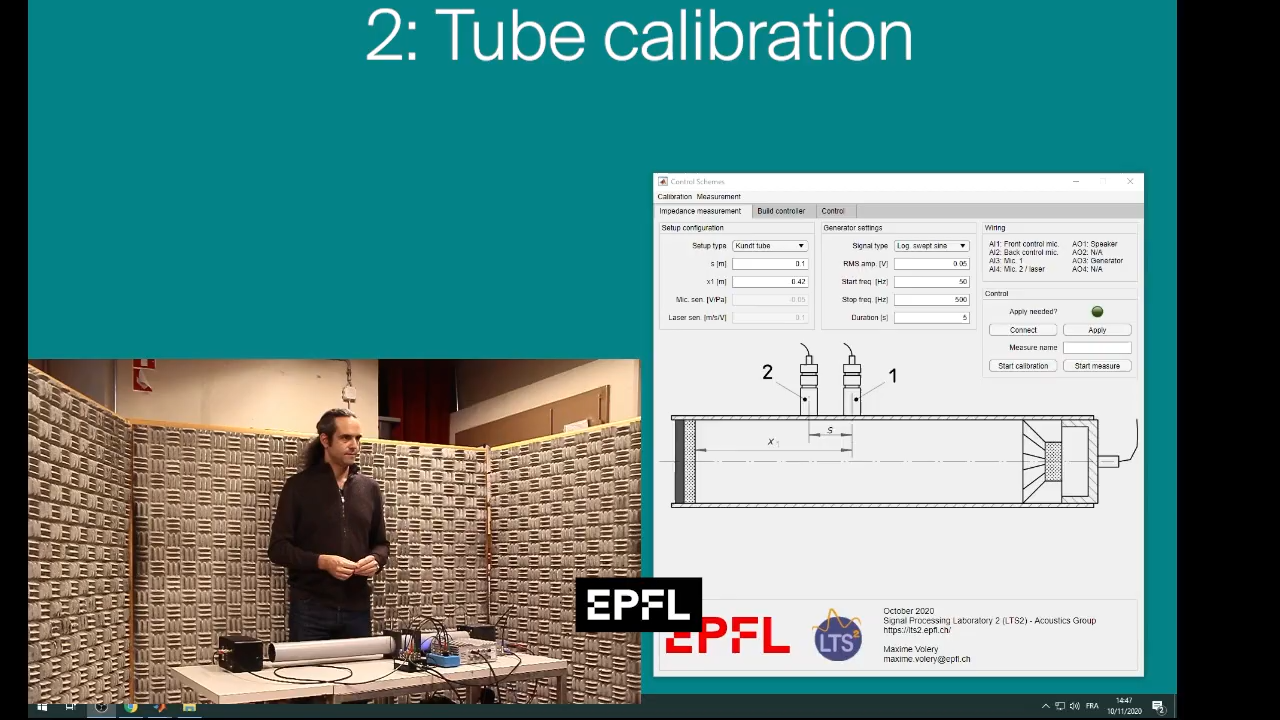 2: Tube calibration
Control Schemes
Calibration Measurement
Impedance measurement Build controller Control
Setup configuration
Setup type Kundt tube
s [m] 0.1
x1 [m] 0.42
Mic. sen. [V/Pa] -0.05
Laser sen. [m/s/V] 0.1
Generator settings
Signal type Log. swept sine
RMS amp. [V] 0.05
Start freq. [Hz] 50
Stop freq. [Hz] 500
Duration [s] 5
Wiring
AI1: Front control mic. AO1: Speaker
AI2: Back control mic. AO2: N/A
AI3: Mic. 1 AO3: Generator
AI4: Mic. 2 / laser AO4: N/A
Control
Apply needed?
Connect Apply
Measure name
Start calibration Start measure
2 1
s
x
EPFL
EPFL
LTS2
October 2020
Signal Processing Laboratory 2 (LTS2) - Acoustics Group
https://lts2.epfl.ch/
Maxime Volery
maxime.volery@epfl.ch
FRA
14:47
10/11/2020
2